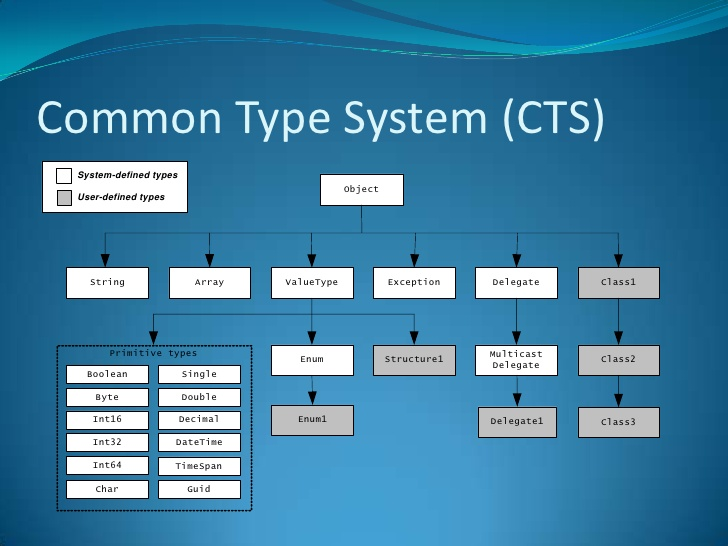 Common Type System (CTS)
System-defined types
User-defined types
Object
String
Array
ValueType
Exception
Delegate
Class1
Primitive types
Boolean
Single
Byte
Double
Int16
Decimal
Int32
DateTime
Int64
TimeSpan
Char
Guid
Enum
Structure1
Multicast
Delegate
Class2
Enum1
Delegate1
Class3